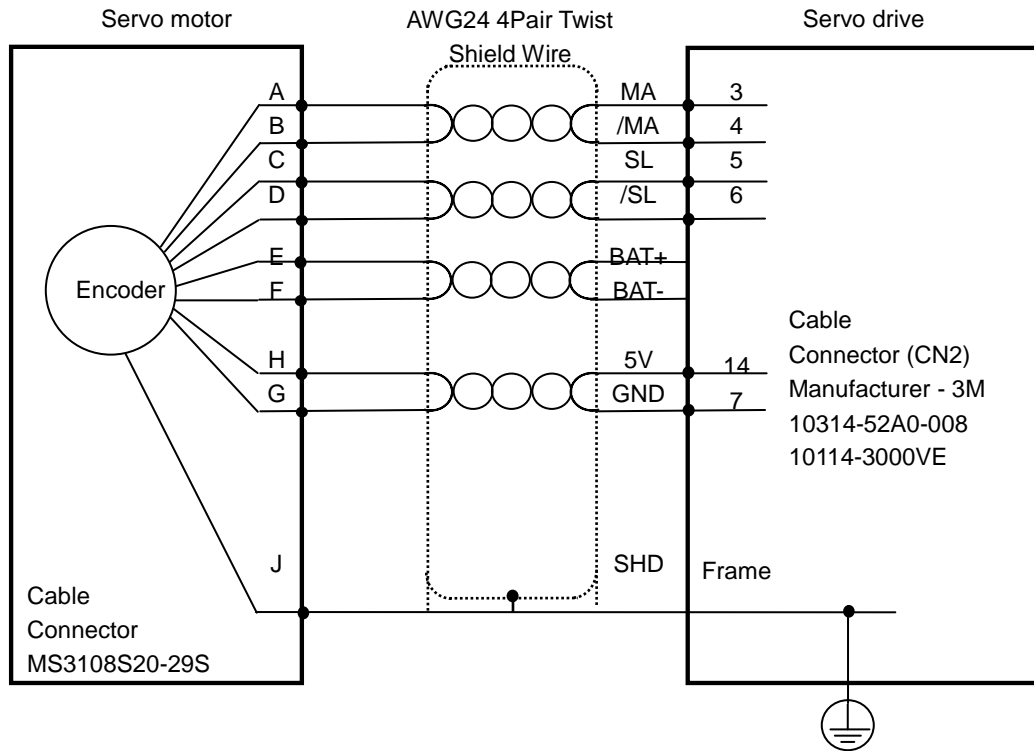 Servo motor
AWG24 4Pair Twist
Shield Wire
Servo drive
A
MA
3
B
/MA
4
C
SL
5
D
/SL
6
E
BAT+
F
BAT-
Encoder
H
5V
14
G
GND
7
Cable
Connector (CN2)
Manufacturer - 3M
10314-52A0-008
10114-3000VE
J
SHD
Frame
Cable
Connector
MS3108S20-29S